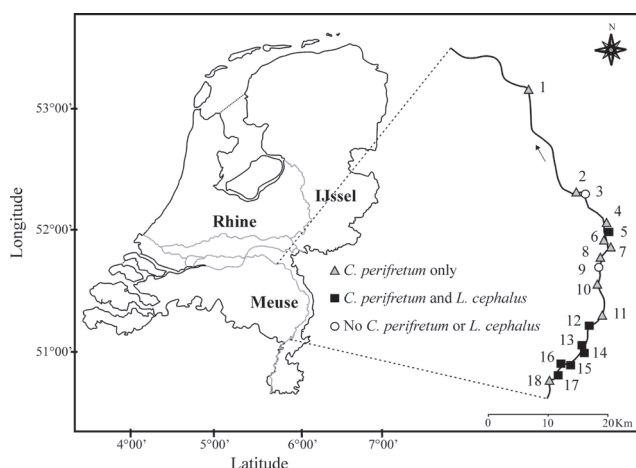 1
53°00'
2
3
4
IJssel
5
52°00'
Rhine
6
7
8
C. perifretum only
9
10
C. perifretum and L. cephalus
Meuse
11
No C. perifretum or L. cephalus
12
51°00'
13
14
16
15
18
17
0 10 20Km
4°00' 5°00' 6°00' 7°00'
Latitude
Longitude